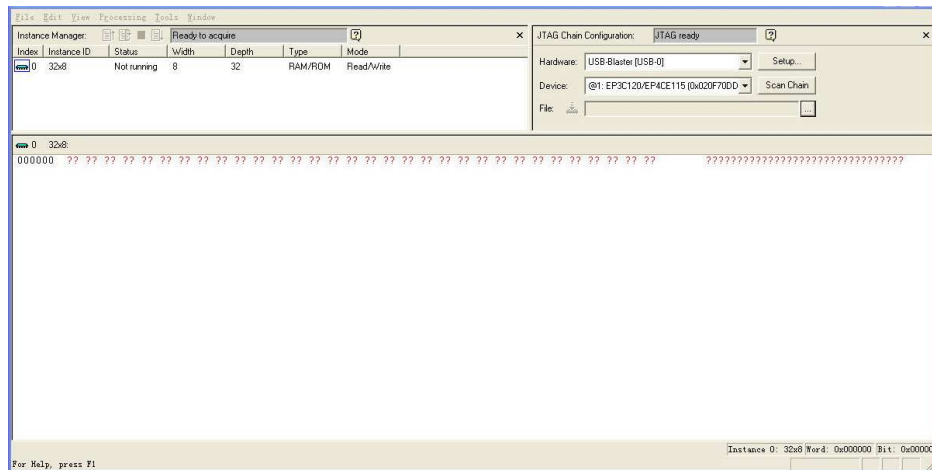 File Edit View Processing Tools Window
Instance Manager: Ready to acquire
Index Instance ID Status Width Depth Type Mode
0 32x8 Not running 8 32 RAM/ROM Read/Write
JTAG Chain Configuration: JTAG ready
Hardware: USB-Blaster [USB-0] Setup...
Device: @1: EP3C120/EP4CE115 (0x020F70DD Scan Chain
File: ...
0 32x8:
000000 ?? ?? ?? ?? ?? ?? ?? ?? ?? ?? ?? ?? ?? ?? ?? ?? ?? ?? ?? ?? ?? ?? ?? ?? ?? ?? ?? ?? ?? ?? ?? ?? ????????????????????????????????
Instance 0: 32x8 Word: 0x000000 Bit: 0x00000
For Help, press F1